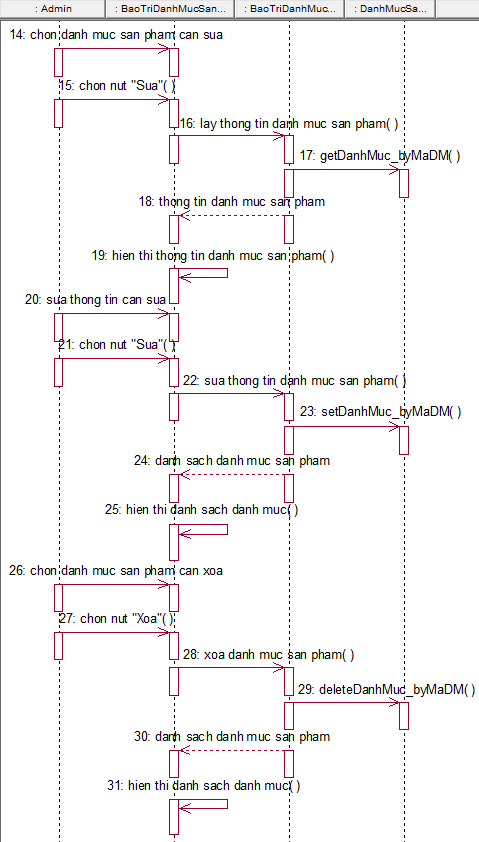 : Admin
: BaoTriDanhMucSan...
: BaoTriDanhMuc...
: DanhMucSa...
14: chon danh muc san pham can sua
15: chon nut "Sua"( )
16: lay thong tin danh muc san pham( )
17: getDanhMuc_byMaDM( )
18: thong tin danh muc san pham
19: hien thi thong tin danh muc san pham( )
20: sua thong tin can sua
21: chon nut "Sua"( )
22: sua thong tin danh muc san pham( )
23: setDanhMuc_byMaDM( )
24: danh sach danh muc san pham
25: hien thi danh sach danh muc( )
26: chon danh muc san pham can xoa
27: chon nut "Xoa"( )
28: xoa danh muc san pham( )
29: deleteDanhMuc_byMaDM( )
30: danh sach danh muc san pham
31: hien thi danh sach danh muc( )